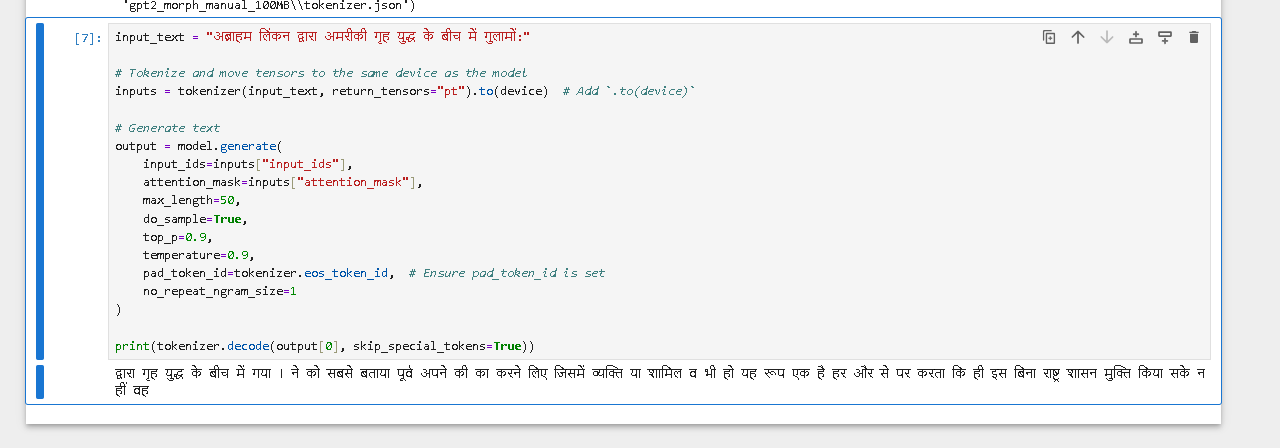 'gpt2_morph_manual_100MB\\tokenizer.json')
[7]: input_text = "अब्राहम लिंकन द्वारा अमरीकी गृह युद्ध के बीच में गुलामों:"
# Tokenize and move tensors to the same device as the model
inputs = tokenizer(input_text, return_tensors="pt").to(device)  # Add `.to(device)`
# Generate text
output = model.generate(
    input_ids=inputs["input_ids"],
    attention_mask=inputs["attention_mask"],
    max_length=50,
    do_sample=True,
    top_p=0.9,
    temperature=0.9,
    pad_token_id=tokenizer.eos_token_id,  # Ensure pad_token_id is set
    no_repeat_ngram_size=1
)
print(tokenizer.decode(output[0], skip_special_tokens=True))
द्वारा गृह युद्ध के बीच में गया । ने को सबसे बताया पूर्व अपने की का करने लिए जिसमें व्यक्ति या शामिल व भी हो यह रूप एक है हर और से पर करता कि ही इस बिना राष्ट्र शासन मुक्ति किया सके न
हीं वह